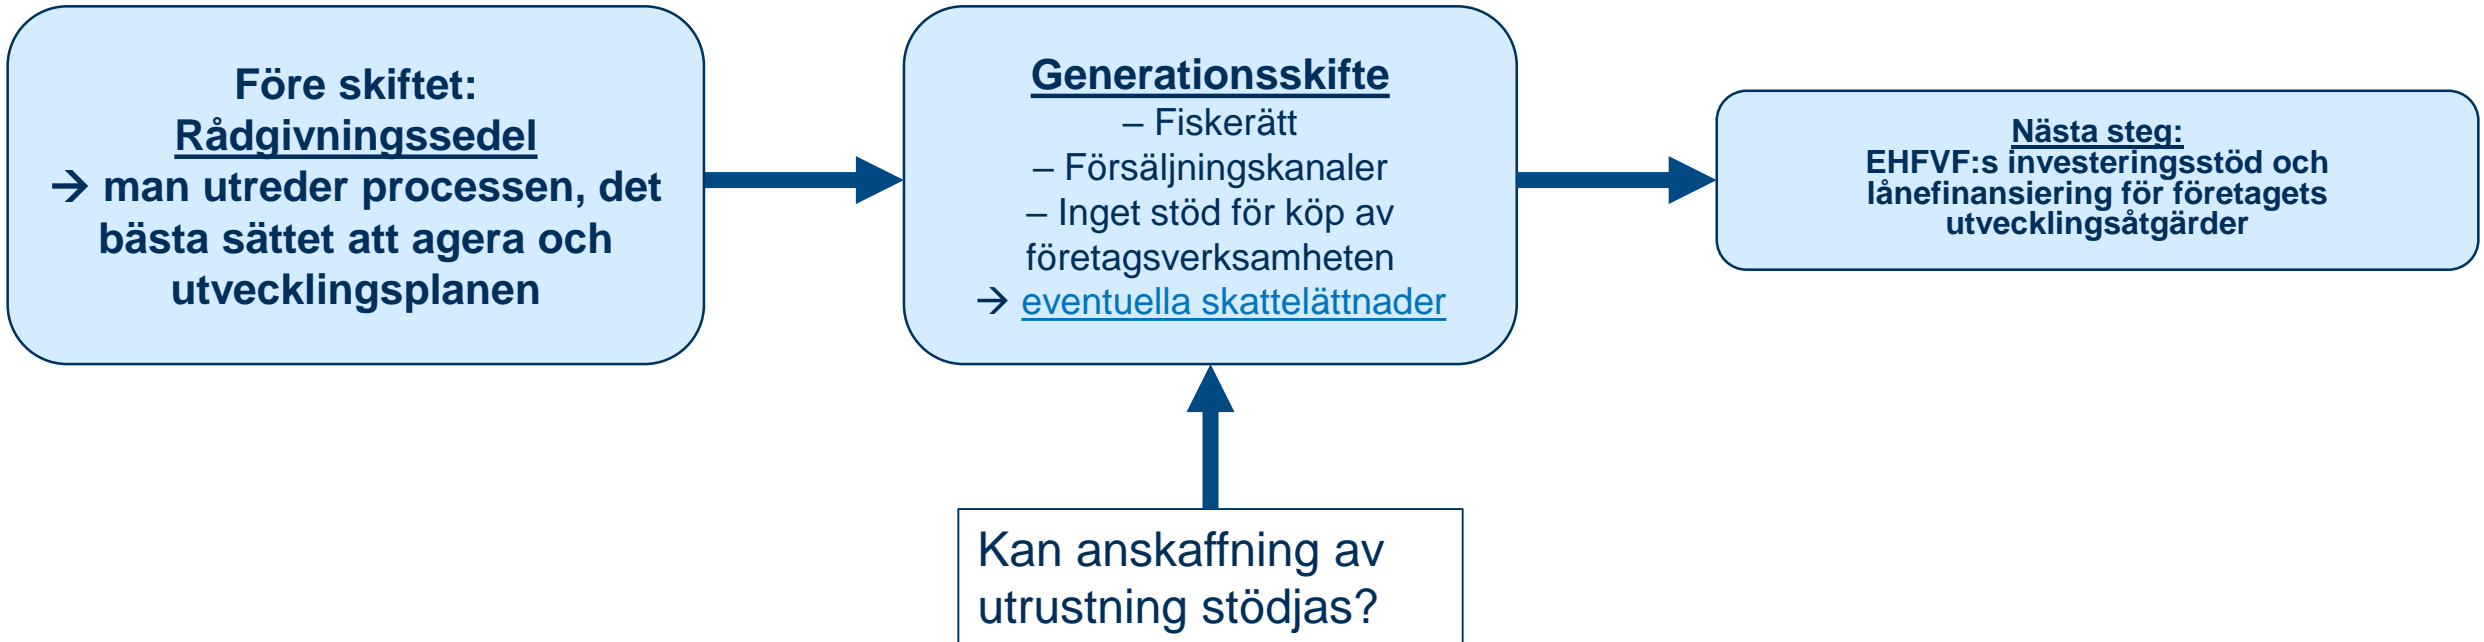 Före skiftet:
Rådgivningssedel
→ man utreder processen, det
bästa sättet att agera och
utvecklingsplanen
Generationsskifte
– Fiskerätt
– Försäljningskanaler
– Inget stöd för köp av
företagsverksamheten
→ eventuella skattelättnader
Nästa steg:
EHFVF:s investeringsstöd och
lånefinansiering för företagets
utvecklingsåtgärder
Kan anskaffning av
utrustning stödjas?